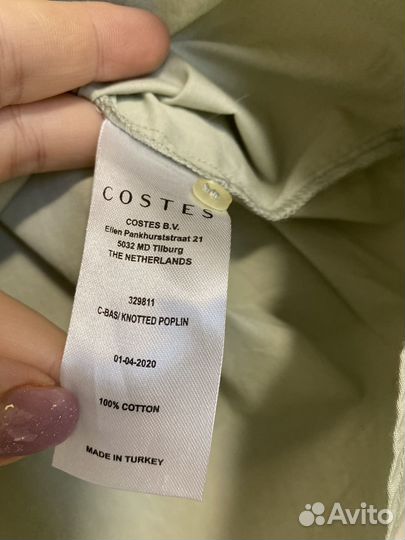 COSTES
COSTES B.V.
Ellen Pankhurststraat 21
5032 MD Tilburg
THE NETHERLANDS
329811
C-BAS/ KNOTTED POPLIN
01-04-2020
100% COTTON
MADE IN TURKEY
Avito